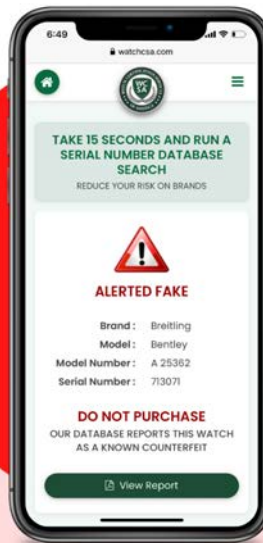 6:49
watchcsa.com
TAKE 15 SECONDS AND RUN A
SERIAL NUMBER DATABASE
SEARCH
REDUCE YOUR RISK ON BRANDS
ALERTED FAKE
Brand : Breitling
Model : Bentley
Model Number : A 25362
Serial Number : 713071
DO NOT PURCHASE
OUR DATABASE REPORTS THIS WATCH
AS A KNOWN COUNTERFEIT
View Report